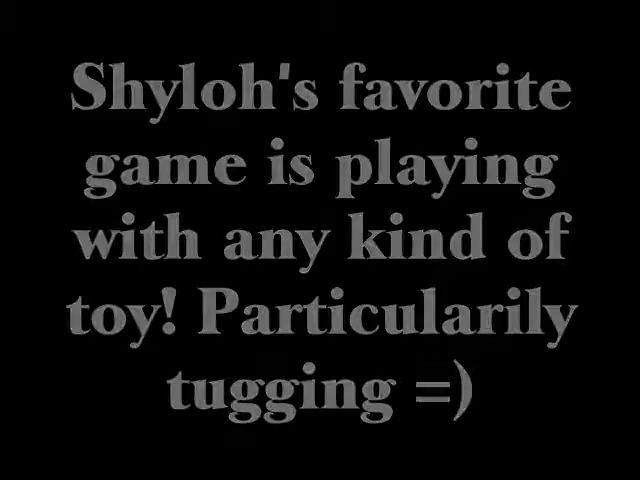 Shyloh's favorite
game is playing
with any kind of
toy! Particularily
tugging =)